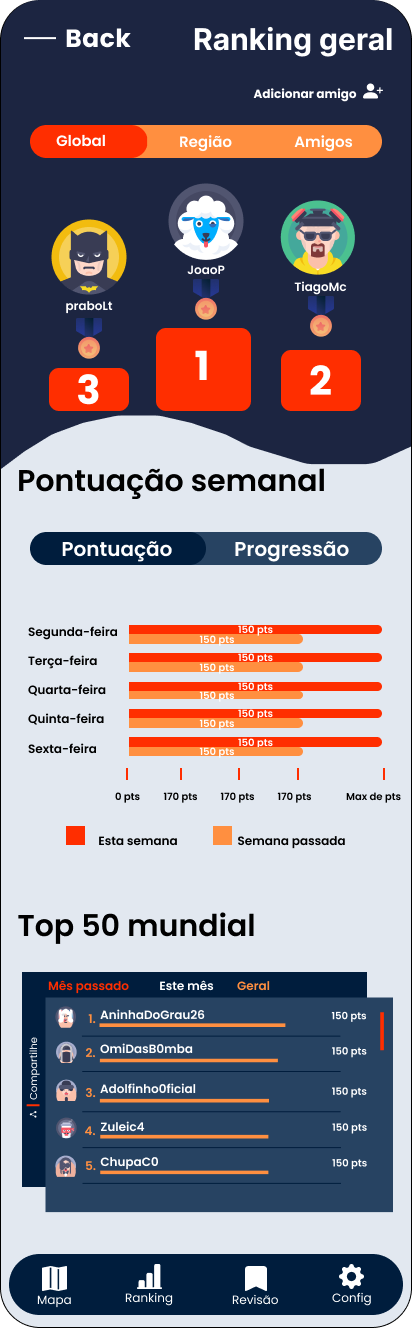 Back
Ranking geral
Adicionar amigo
Global
Região
Amigos
JoaoP
TiagoMc
praboLt
1
2
3
Pontuação semanal
Pontuação
Progressão
Segunda-feira
150 pts
150 pts
Terça-feira
150 pts
150 pts
Quarta-feira
150 pts
150 pts
Quinta-feira
150 pts
150 pts
Sexta-feira
150 pts
150 pts
0 pts
170 pts
170 pts
170 pts
Max de pts
Esta semana
Semana passada
Top 50 mundial
Mês passado
Este mês
Geral
Compartilhe
1. AninhaDoGrau26 150 pts
2. OmiDasB0mba 150 pts
3. Adolfinho0ficial 150 pts
4. Zuleic4 150 pts
5. ChupaC0 150 pts
Mapa
Ranking
Revisão
Config